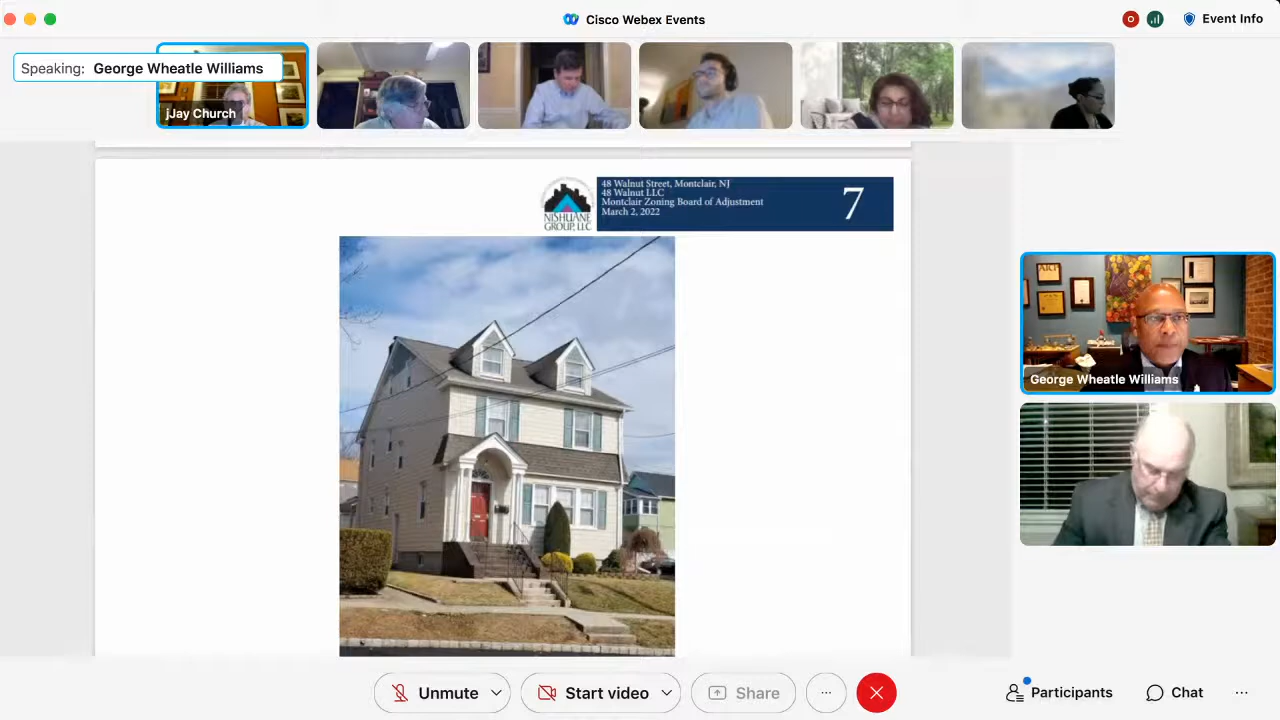 Cisco Webex Events
Event Info
Speaking: George Wheatle Williams
jJay Church
48 Walnut Street, Montclair, NJ
48 Walnut LLC
Montclair Zoning Board of Adjustment
March 2, 2022
7
NISHUANE
GROUP, LLC
AICP
George Wheatle Williams
Unmute
Start video
Share
Participants
Chat